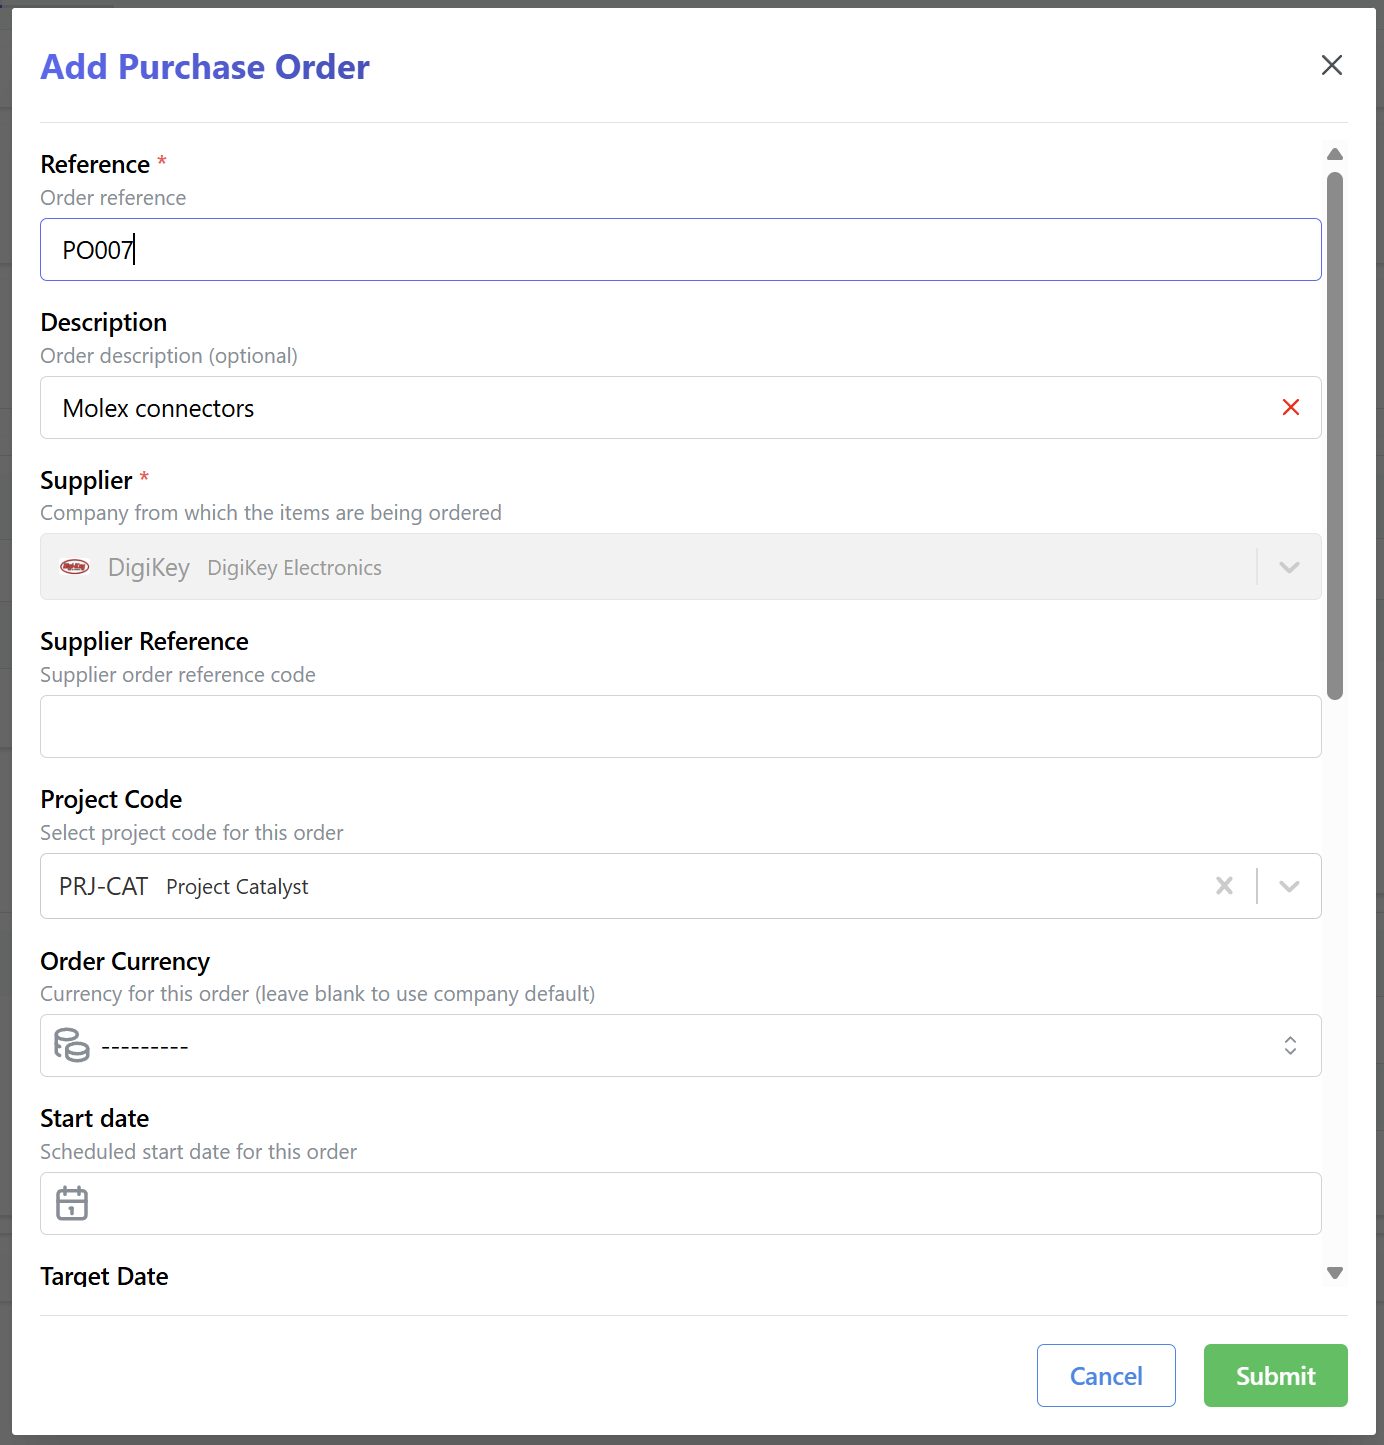 Add Purchase Order
Reference *
Order reference
PO007
Description
Order description (optional)
Molex connectors
Supplier *
Company from which the items are being ordered
DigiKey DigiKey Electronics
Supplier Reference
Supplier order reference code
Project Code
Select project code for this order
PRJ-CAT Project Catalyst
Order Currency
Currency for this order (leave blank to use company default)
---------
Start date
Scheduled start date for this order
Target Date
Cancel Submit